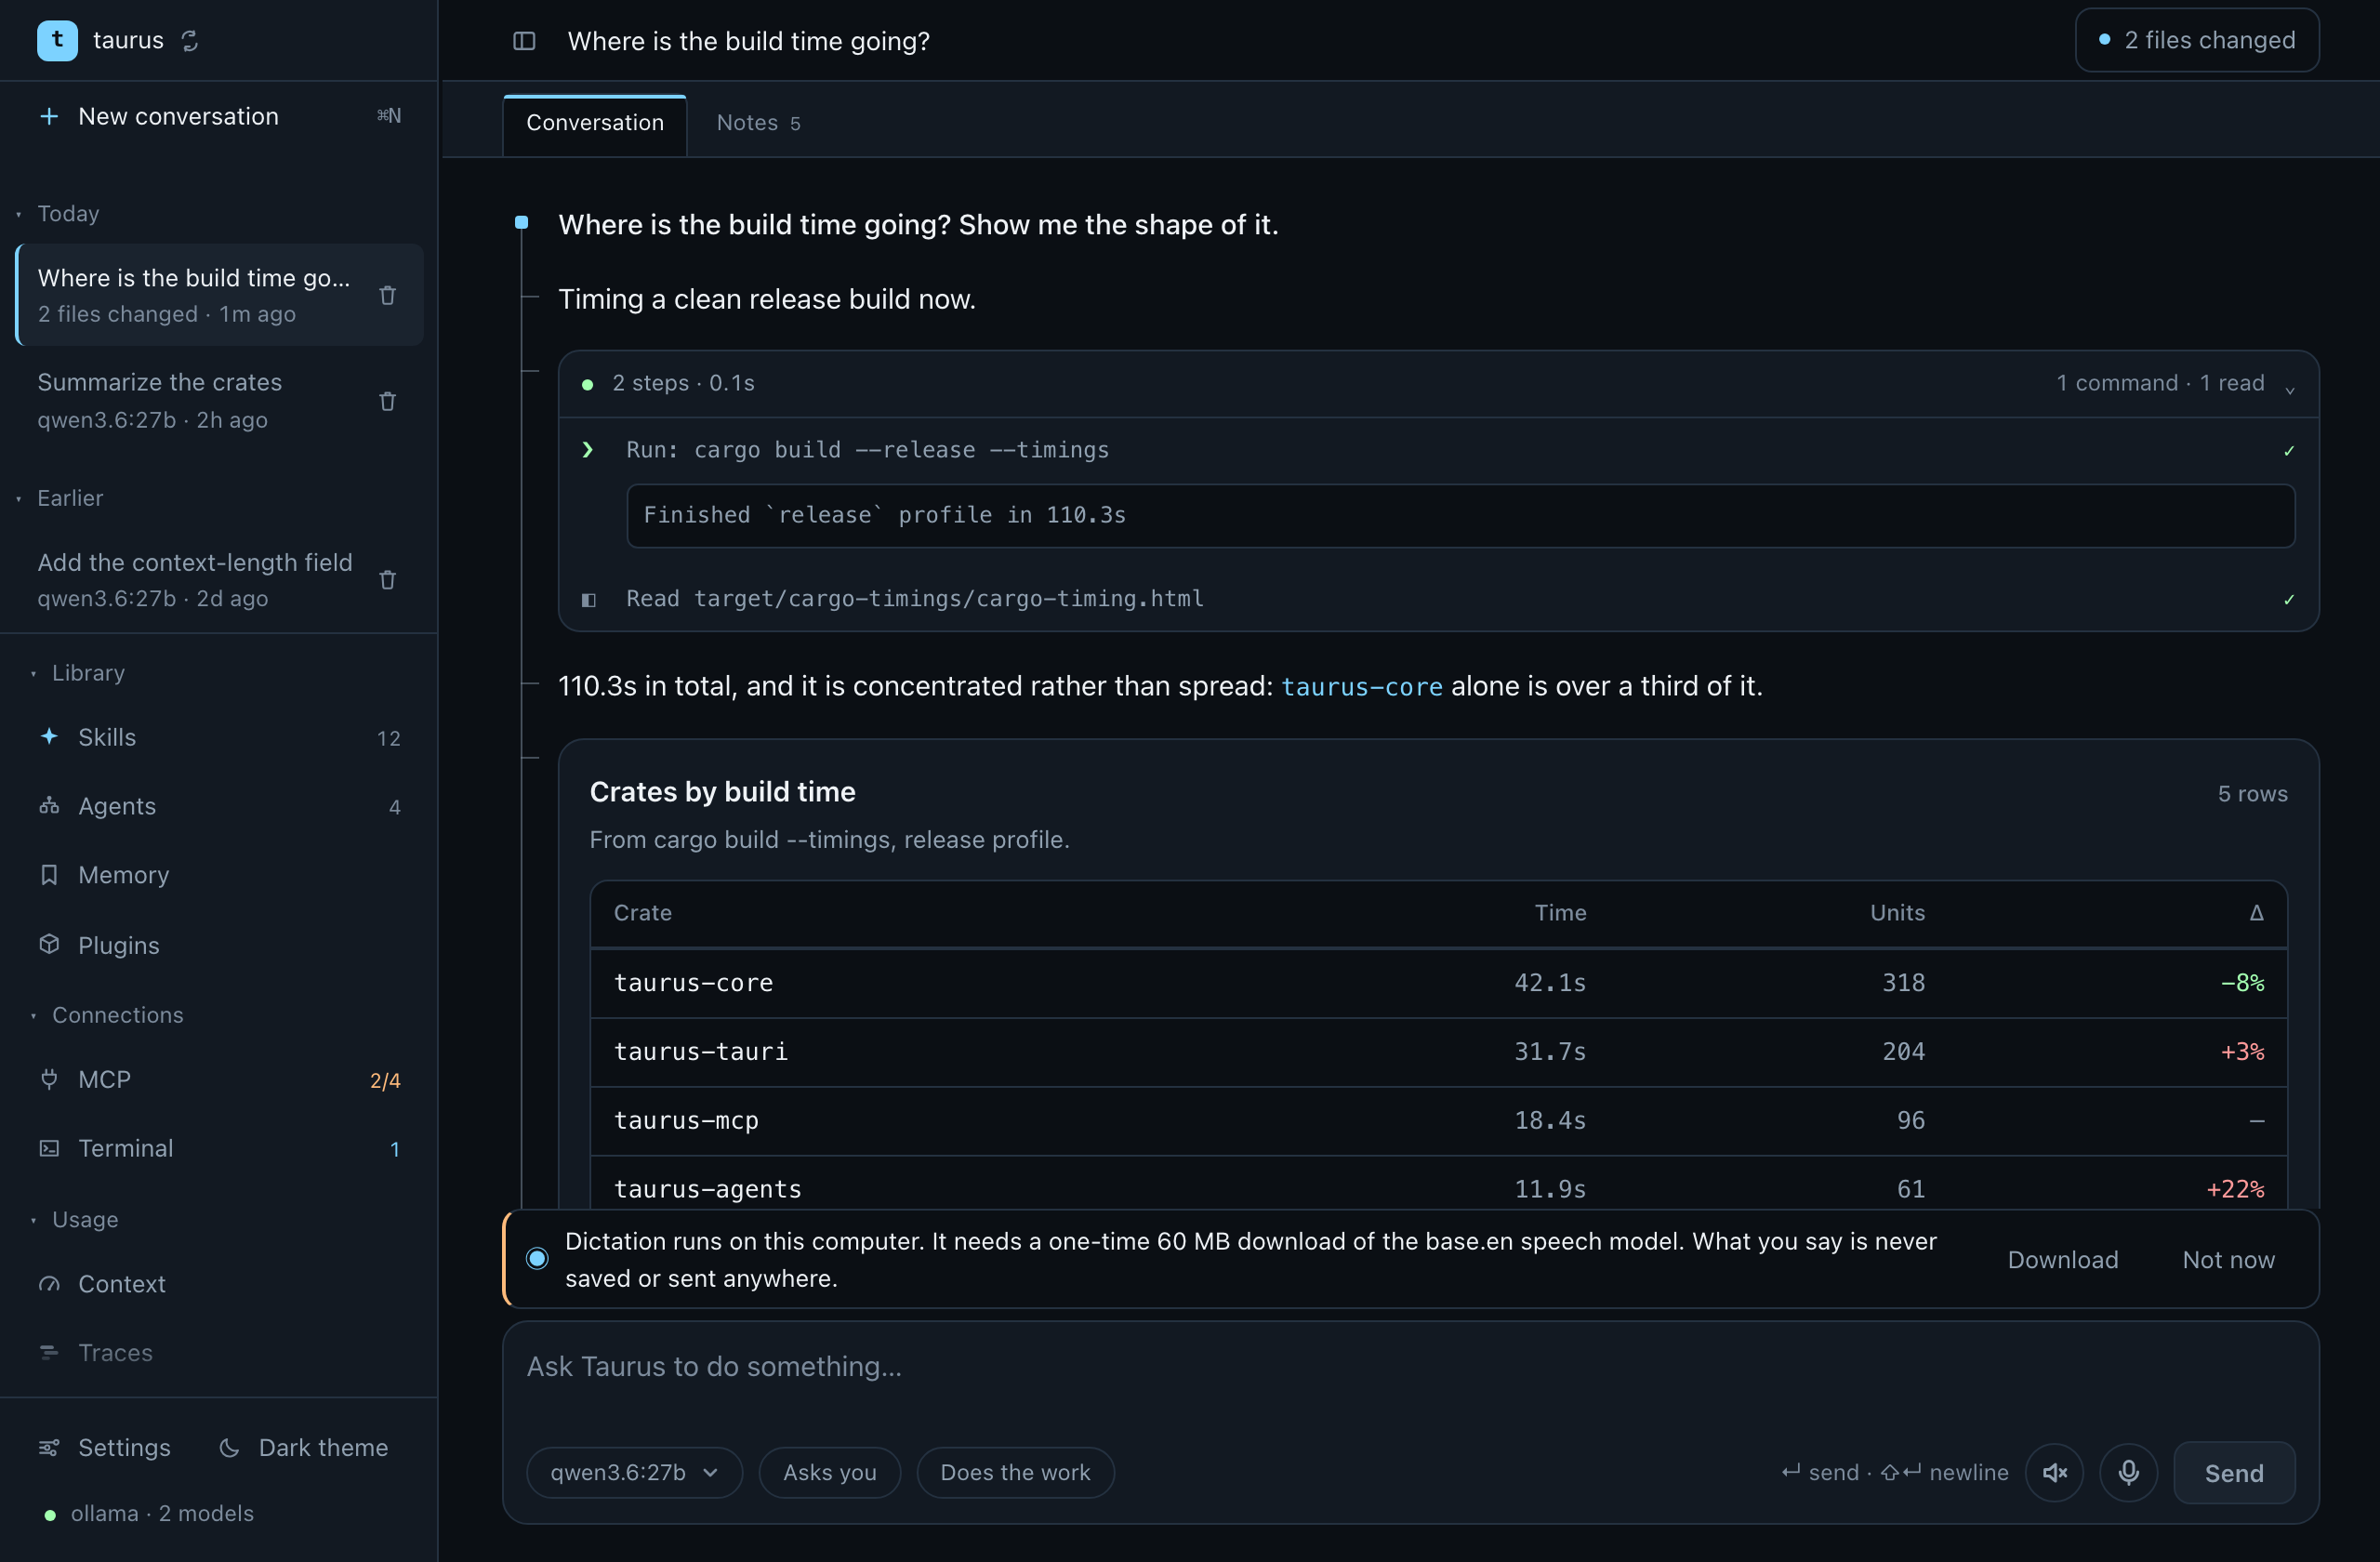 t taurus
New conversation ⌘N
Today
Where is the build time go...
2 files changed · 1m ago
Summarize the crates
qwen3.6:27b · 2h ago
Earlier
Add the context-length field
qwen3.6:27b · 2d ago
Library
Skills 12
Agents 4
Memory
Plugins
Connections
MCP 2/4
Terminal 1
Usage
Context
Traces
Settings Dark theme
ollama · 2 models
Where is the build time going?
2 files changed
Conversation Notes 5
Where is the build time going? Show me the shape of it.
Timing a clean release build now.
2 steps · 0.1s 1 command · 1 read
Run: cargo build --release --timings ✓
Finished `release` profile in 110.3s
Read target/cargo-timings/cargo-timing.html ✓
110.3s in total, and it is concentrated rather than spread: taurus-core alone is over a third of it.
Crates by build time 5 rows
From cargo build --timings, release profile.
Crate Time Units Δ
taurus-core 42.1s 318 −8%
taurus-tauri 31.7s 204 +3%
taurus-mcp 18.4s 96 —
taurus-agents 11.9s 61 +22%
Dictation runs on this computer. It needs a one-time 60 MB download of the base.en speech model. What you say is never
saved or sent anywhere.
Download Not now
Ask Taurus to do something...
qwen3.6:27b Asks you Does the work
↵ send · ⇧↵ newline Send